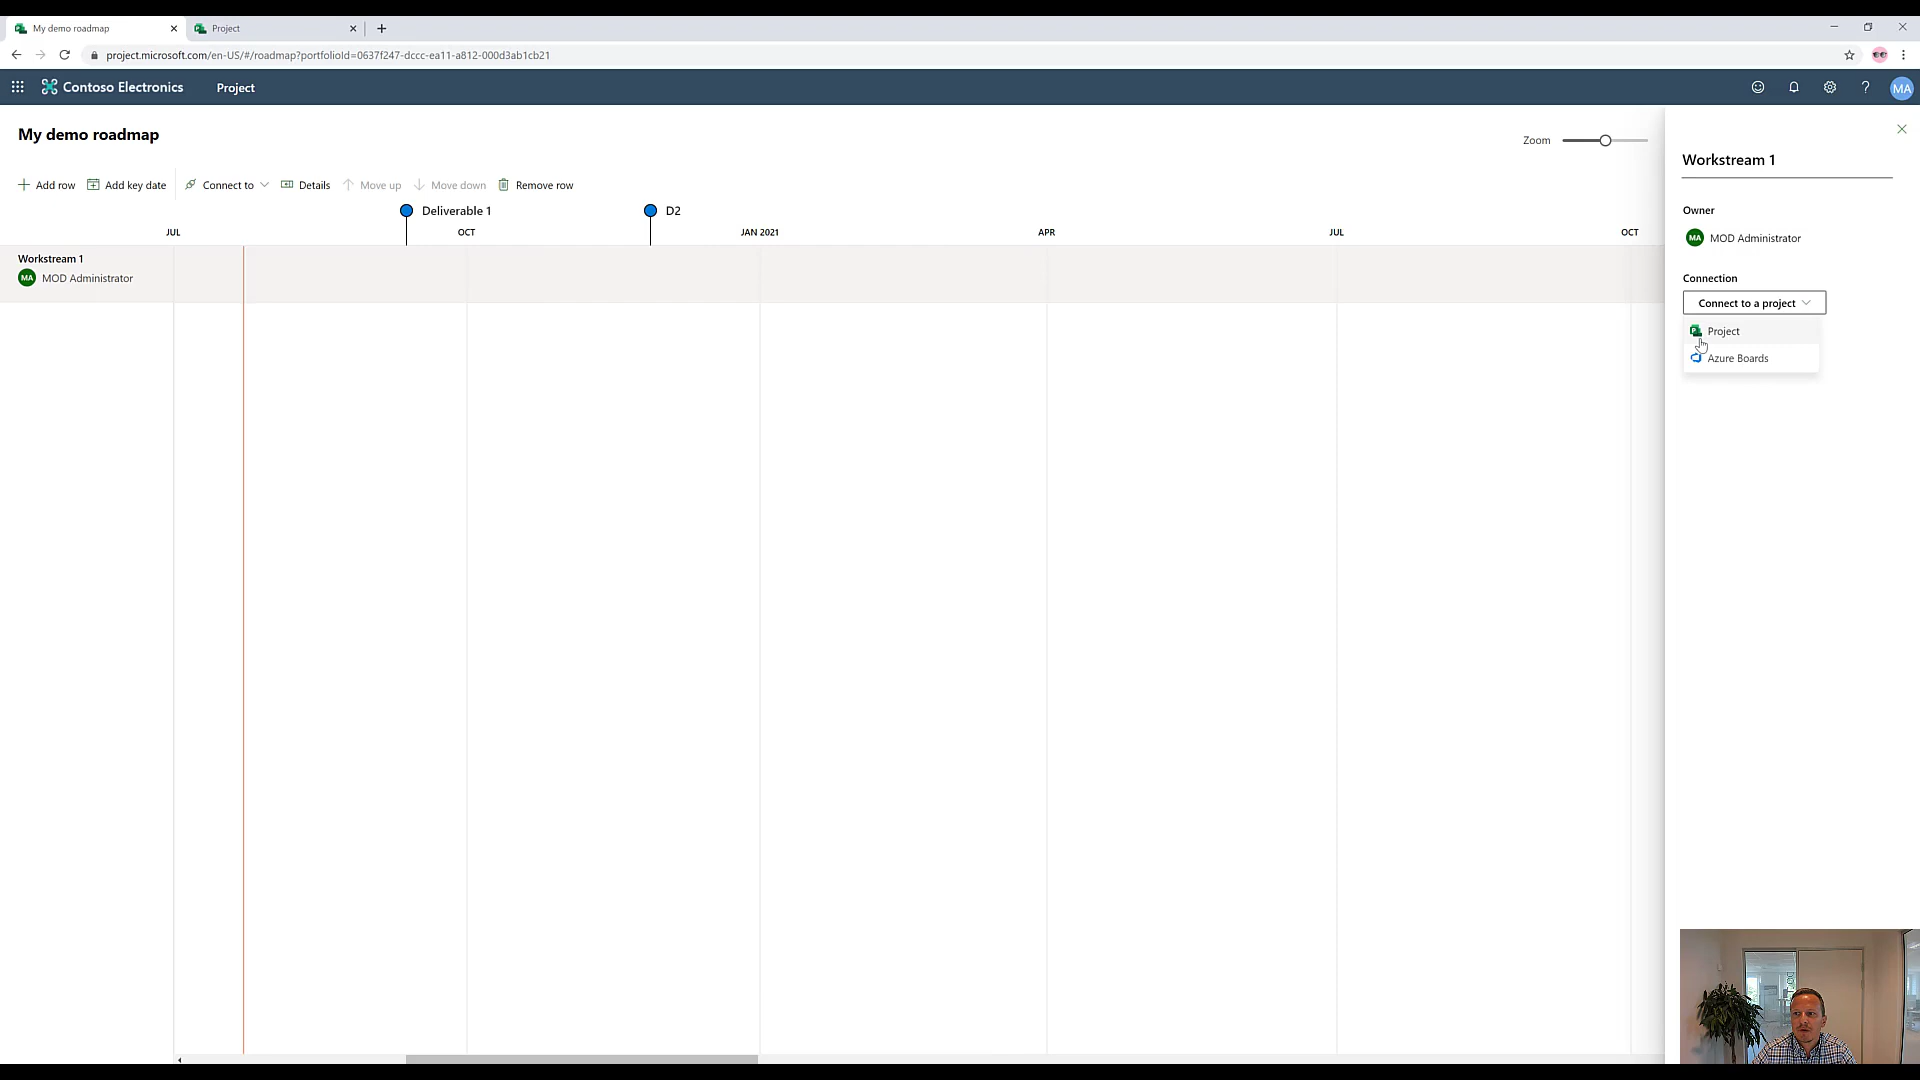 My demo roadmap
Project
project.microsoft.com/en-US/#/roadmap?portfolioId=0637f247-dccc-ea11-a812-000d3ab1cb21
Contoso Electronics
Project
MA
My demo roadmap
Zoom
Add row
Add key date
Connect to
Details
Move up
Move down
Remove row
Deliverable 1
D2
JUL
OCT
JAN 2021
APR
JUL
OCT
Workstream 1
MA MOD Administrator
Workstream 1
Owner
MA MOD Administrator
Connection
Connect to a project
Project
Azure Boards